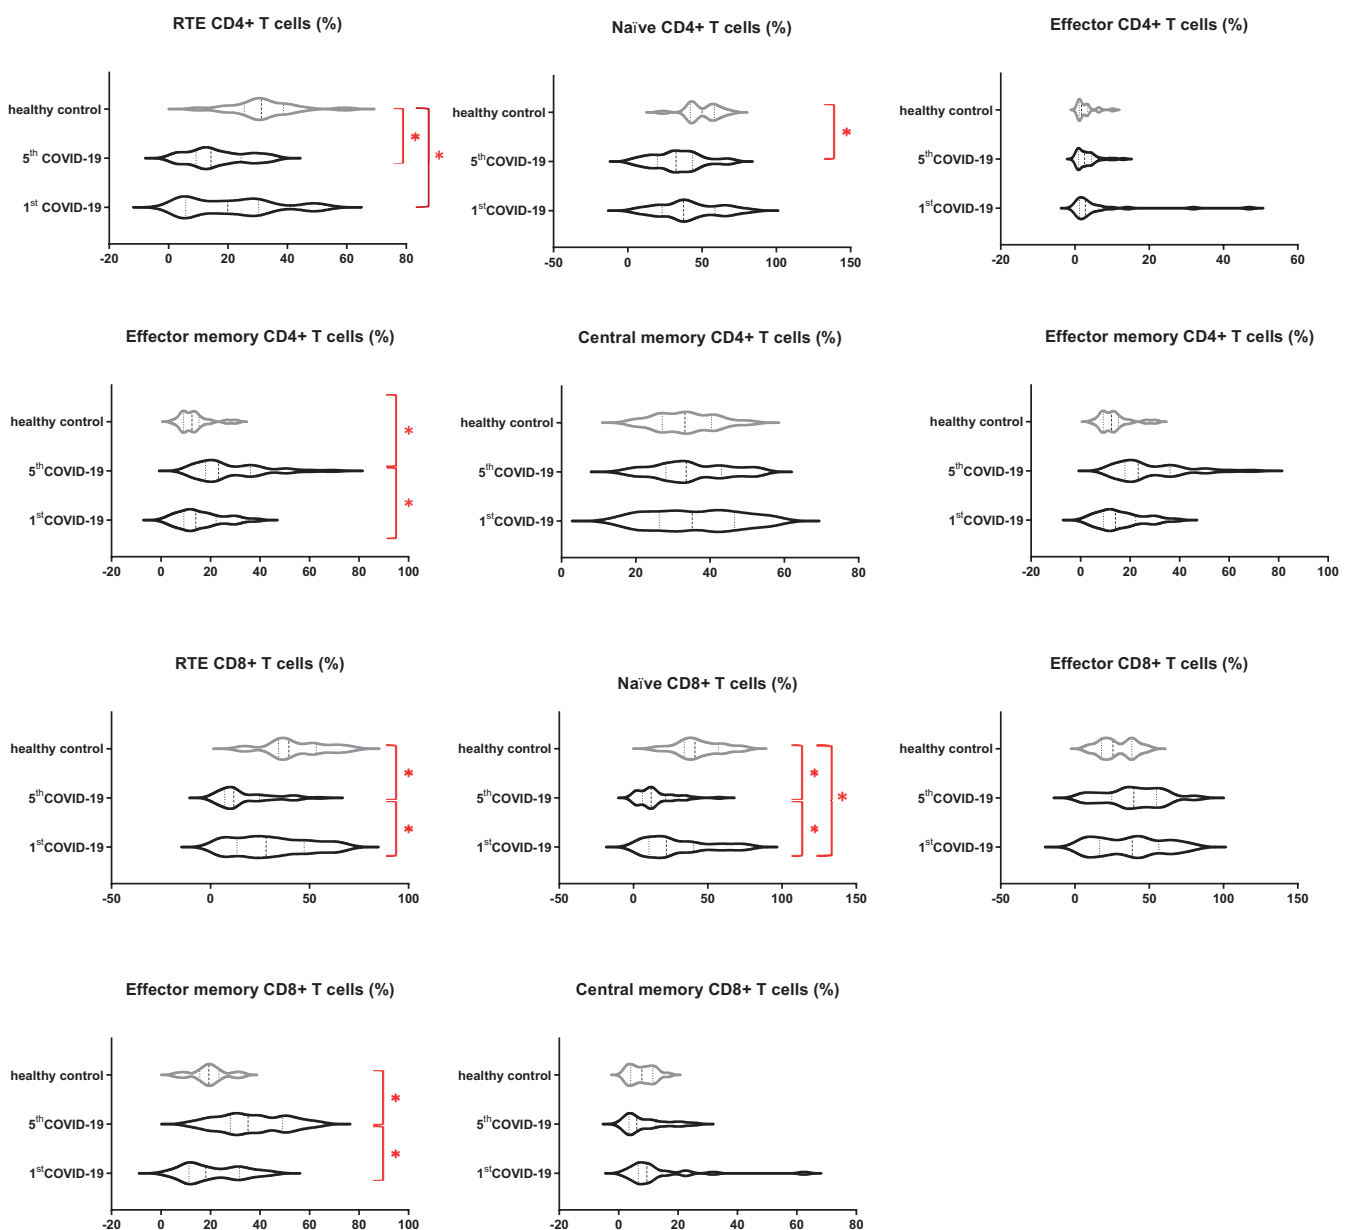 RTE CD4+ T cells (%)
healthy control
5th COVID-19
1st COVID-19
-20 0 20 40 60 80
* *
Naïve CD4+ T cells (%)
healthy control
5thCOVID-19
1stCOVID-19
-50 0 50 100 150
*
Effector CD4+ T cells (%)
healthy control
5thCOVID-19
1stCOVID-19
-20 0 20 40 60
Effector memory CD4+ T cells (%)
healthy control
5thCOVID-19
1stCOVID-19
-20 0 20 40 60 80 100
*
*
Central memory CD4+ T cells (%)
healthy control
5thCOVID-19
1stCOVID-19
0 20 40 60 80
Effector memory CD4+ T cells (%)
healthy control
5thCOVID-19
1stCOVID-19
-20 0 20 40 60 80 100
RTE CD8+ T cells (%)
healthy control
5thCOVID-19
1stCOVID-19
-50 0 50 100
*
*
Naïve CD8+ T cells (%)
healthy control
5thCOVID-19
1stCOVID-19
-50 0 50 100 150
*
*
*
Effector CD8+ T cells (%)
healthy control
5thCOVID-19
1stCOVID-19
-50 0 50 100 150
Effector memory CD8+ T cells (%)
healthy control
5thCOVID-19
1stCOVID-19
-20 0 20 40 60 80 100
*
*
Central memory CD8+ T cells (%)
healthy control
5thCOVID-19
1stCOVID-19
-20 0 20 40 60 80